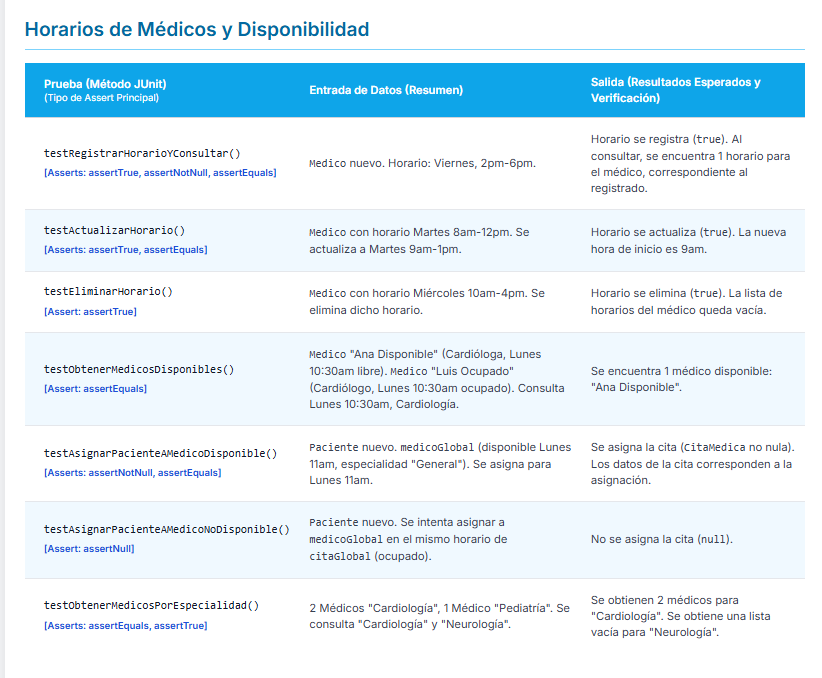 Horarios de Médicos y Disponibilidad
Prueba (Método JUnit)
(Tipo de Assert Principal)
Entrada de Datos (Resumen)
Salida (Resultados Esperados y
Verificación)
testRegistrarHorarioYConsultar()
[Asserts: assertTrue, assertNotNull, assertEquals]
Medico nuevo. Horario: Viernes, 2pm-6pm.
Horario se registra (true). Al
consultar, se encuentra 1 horario para
el médico, correspondiente al
registrado.
testActualizarHorario()
[Asserts: assertTrue, assertEquals]
Medico con horario Martes 8am-12pm. Se
actualiza a Martes 9am-1pm.
Horario se actualiza (true). La nueva
hora de inicio es 9am.
testEliminarHorario()
[Assert: assertTrue]
Medico con horario Miércoles 10am-4pm. Se
elimina dicho horario.
Horario se elimina (true). La lista de
horarios del médico queda vacía.
testObtenerMedicosDisponibles()
[Assert: assertEquals]
Medico "Ana Disponible" (Cardióloga, Lunes
10:30am libre). Medico "Luis Ocupado"
(Cardiólogo, Lunes 10:30am ocupado). Consulta
Lunes 10:30am, Cardiología.
Se encuentra 1 médico disponible:
"Ana Disponible".
testAsignarPacienteAMedicoDisponible()
[Asserts: assertNotNull, assertEquals]
Paciente nuevo. medicoGlobal (disponible Lunes
11am, especialidad "General"). Se asigna para
Lunes 11am.
Se asigna la cita (CitaMedica no nula).
Los datos de la cita corresponden a la
asignación.
testAsignarPacienteAMedicoNoDisponible()
[Assert: assertNull]
Paciente nuevo. Se intenta asignar a
medicoGlobal en el mismo horario de
citaGlobal (ocupado).
No se asigna la cita (null).
testObtenerMedicosPorEspecialidad()
[Asserts: assertEquals, assertTrue]
2 Médicos "Cardiología", 1 Médico "Pediatría". Se
consulta "Cardiología" y "Neurología".
Se obtienen 2 médicos para
"Cardiología". Se obtiene una lista
vacía para "Neurología".